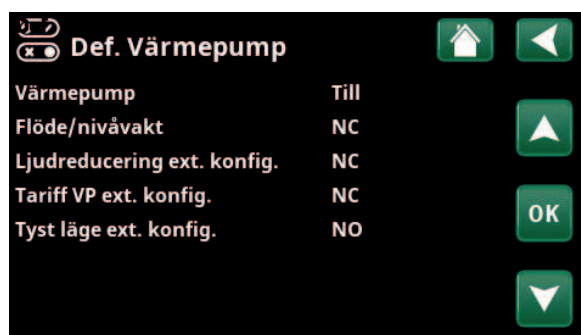 Def. Värmepump
Värmepump Till
Flöde/nivåvakt NC
Ljudreducering ext. konfig. NC
Tariff VP ext. konfig. NC
Tyst läge ext. konfig. NO
OK